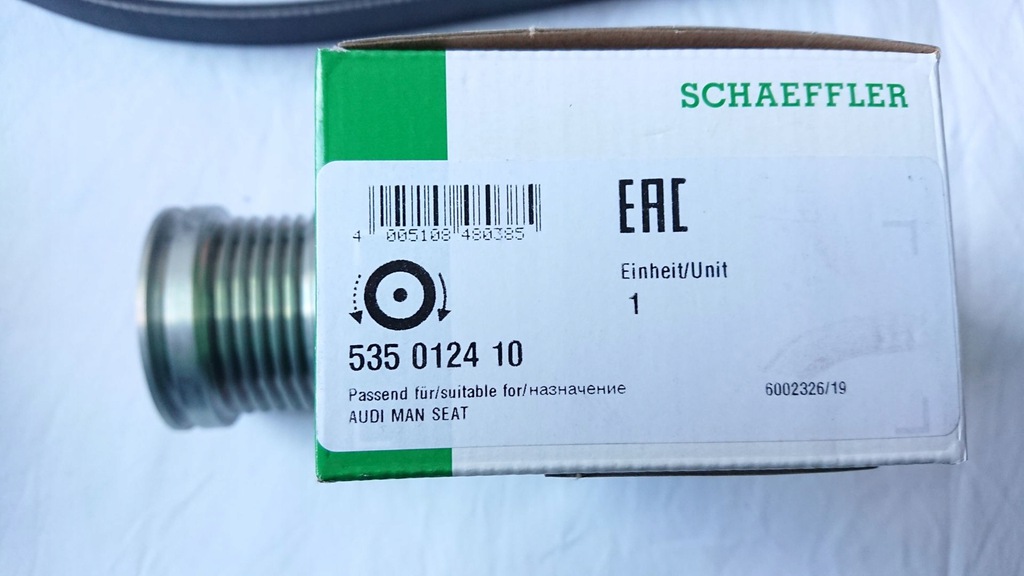 SCHAEFFLER
4 005108 480385
EAC
Einheit/Unit
1
535 0124 10
Passend für/suitable for/назначение
AUDI MAN SEAT
6002326/19